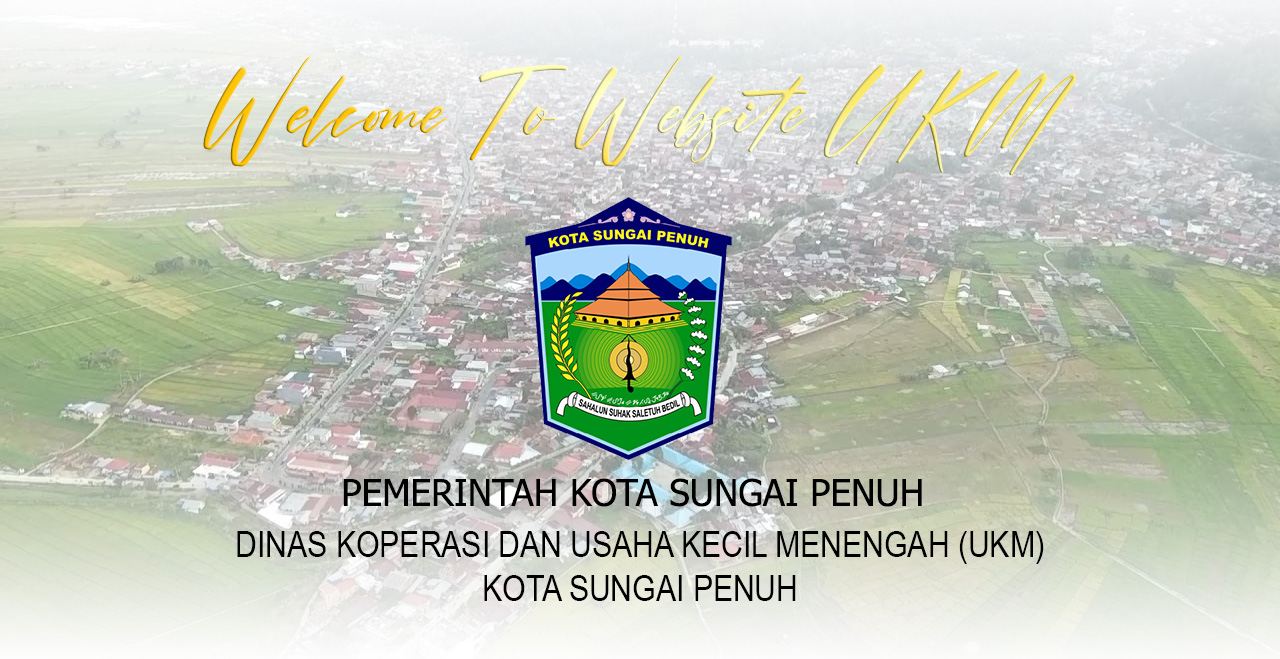 Welcome To Website UKM
KOTA SUNGAI PENUH
SAHALUN SUHAK SALETUH BEDIL
PEMERINTAH KOTA SUNGAI PENUH
DINAS KOPERASI DAN USAHA KECIL MENENGAH (UKM)
KOTA SUNGAI PENUH